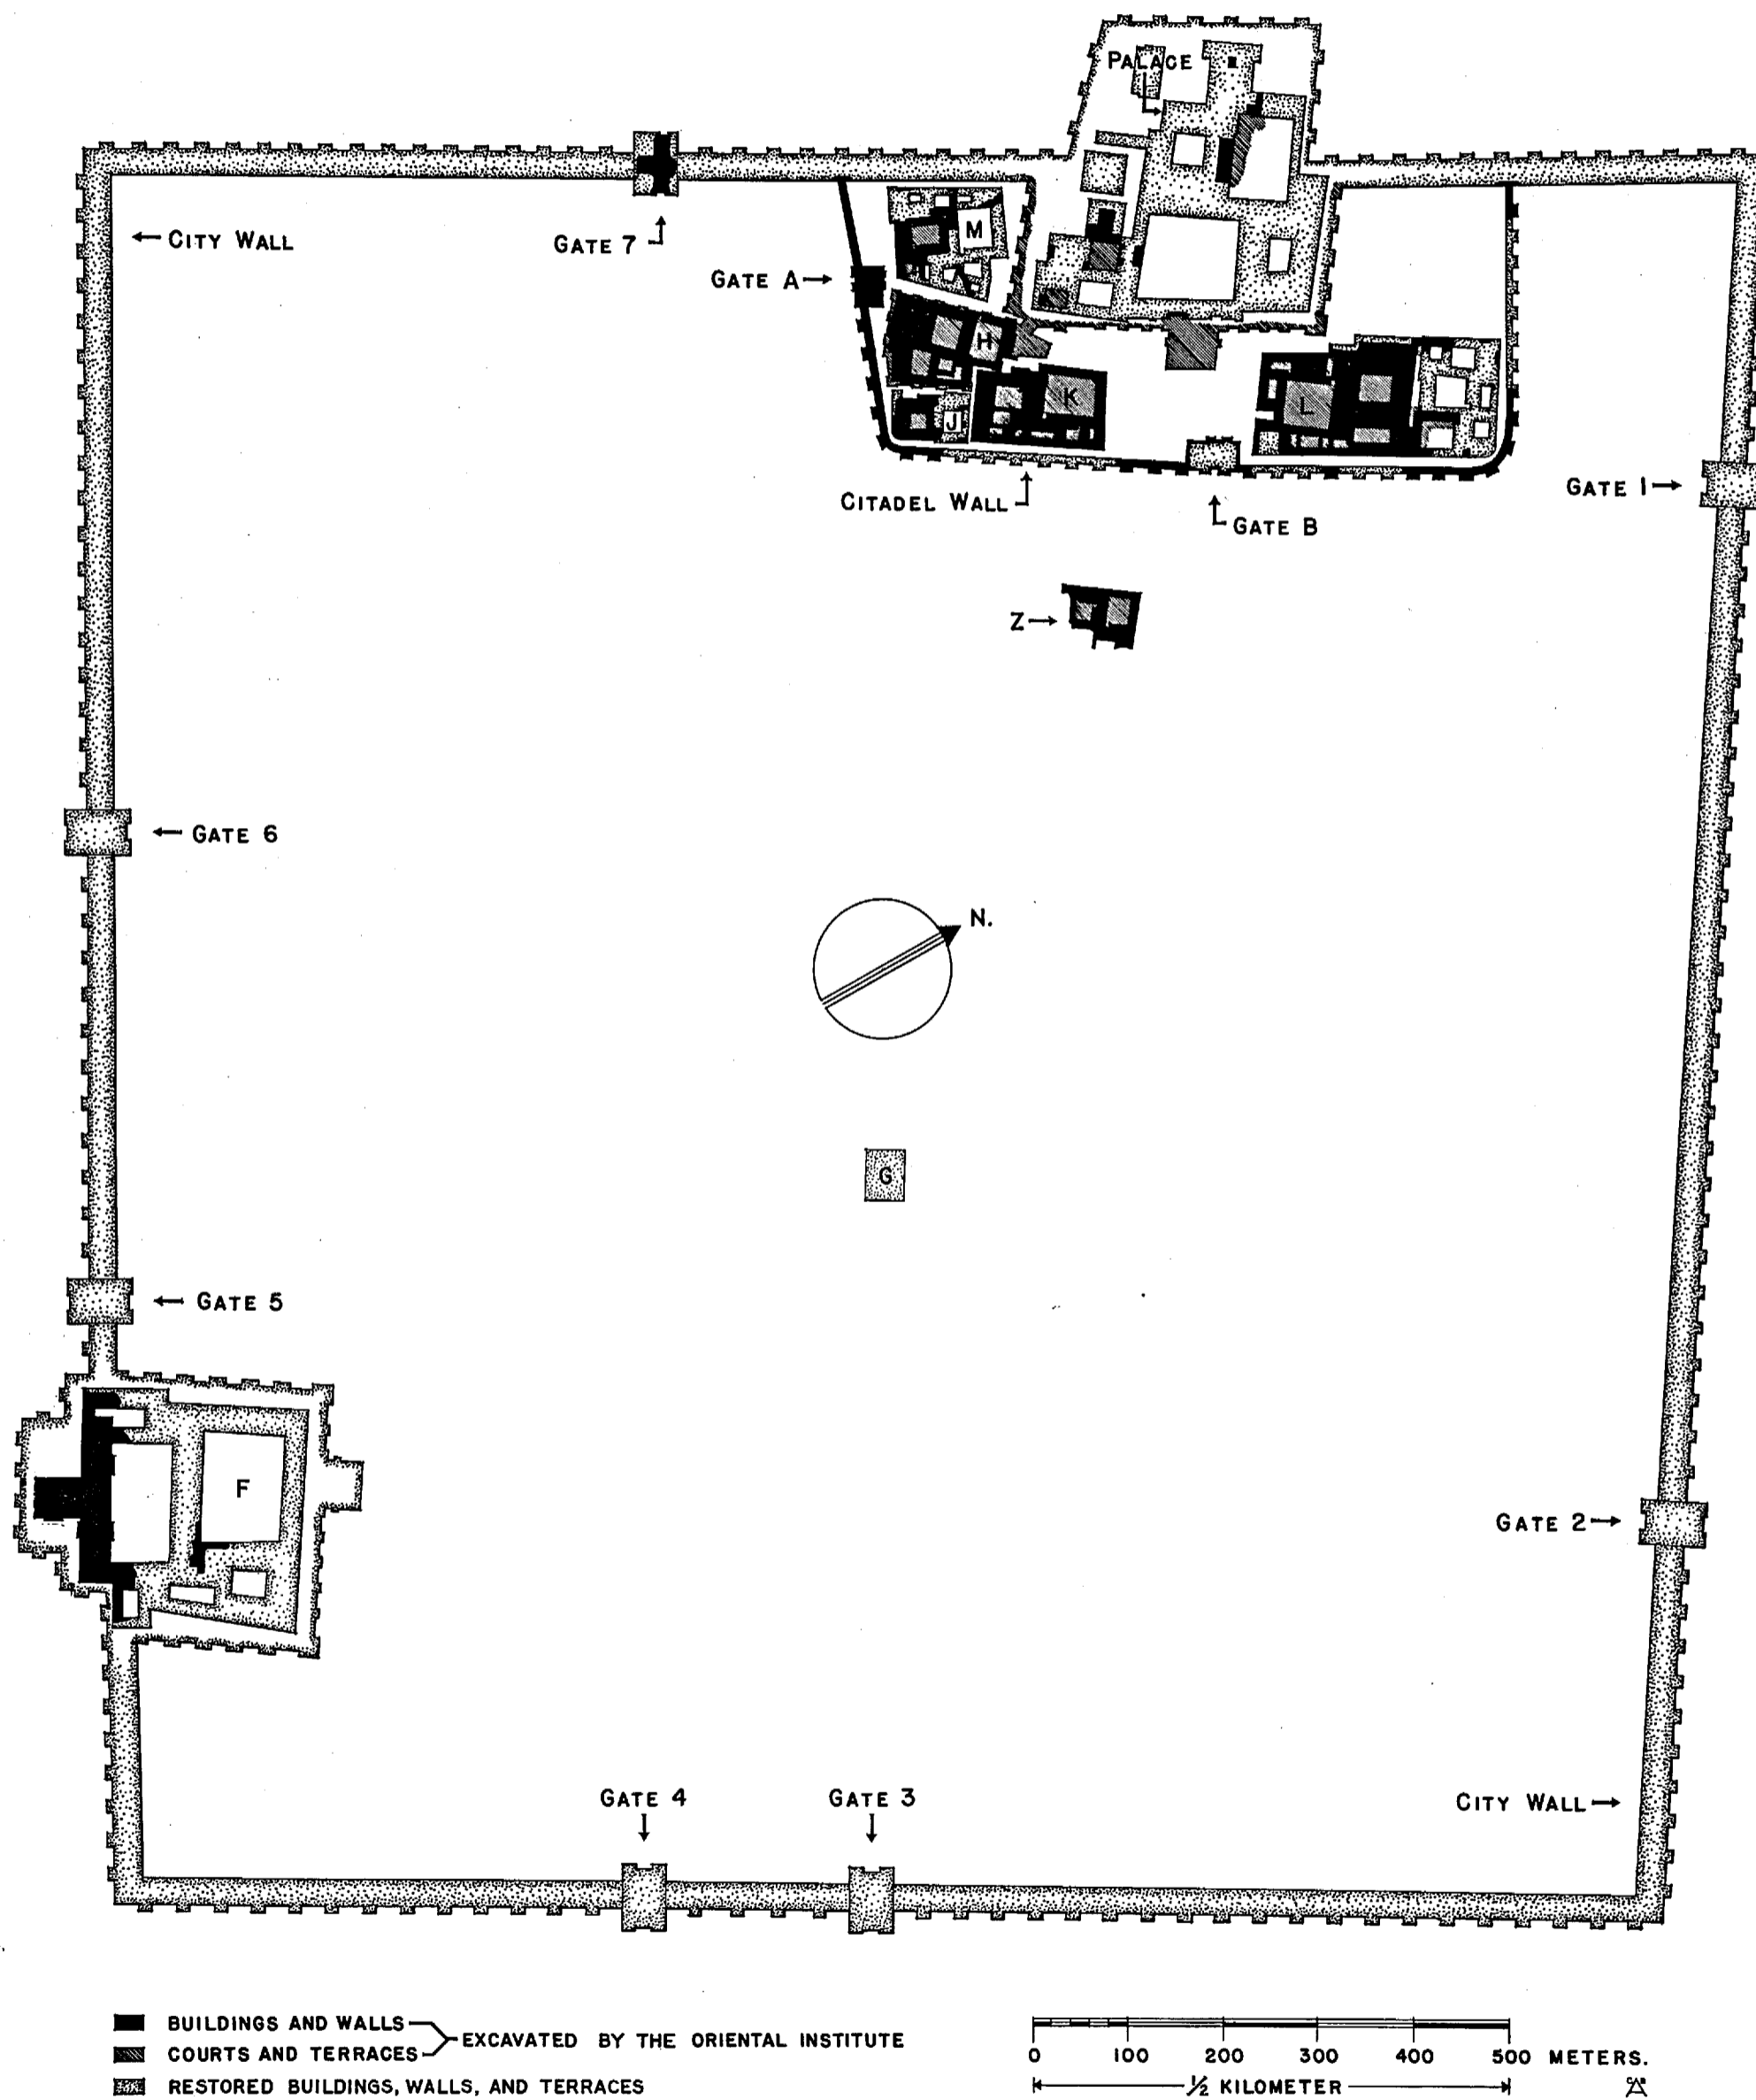 PALACE
CITY WALL
GATE 7
M
GATE A
H
K
J
L
CITADEL WALL
GATE B
GATE 1
Z
GATE 6
N.
G
GATE 5
F
GATE 2
GATE 4
GATE 3
CITY WALL
BUILDINGS AND WALLS
COURTS AND TERRACES
EXCAVATED BY THE ORIENTAL INSTITUTE
RESTORED BUILDINGS, WALLS, AND TERRACES
0 100 200 300 400 500 METERS.
½ KILOMETER